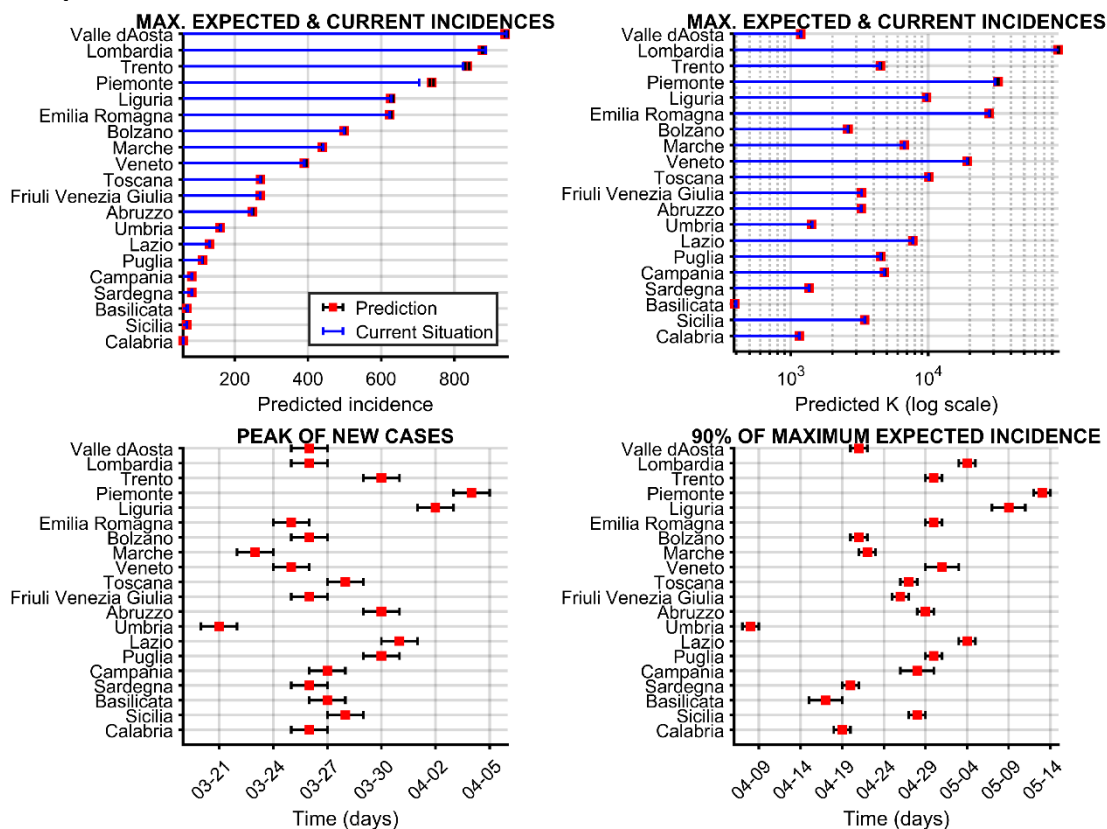 MAX. EXPECTED & CURRENT INCIDENCES
Valle dAosta
Lombardia
Trento
Piemonte
Liguria
Emilia Romagna
Bolzano
Marche
Veneto
Toscana
Friuli Venezia Giulia
Abruzzo
Umbria
Lazio
Puglia
Campania
Sardegna
Basilicata
Sicilia
Calabria
Prediction
Current Situation
200 400 600 800
Predicted incidence
MAX. EXPECTED & CURRENT INCIDENCES
Valle dAosta
Lombardia
Trento
Piemonte
Liguria
Emilia Romagna
Bolzano
Marche
Veneto
Toscana
Friuli Venezia Giulia
Abruzzo
Umbria
Lazio
Puglia
Campania
Sardegna
Basilicata
Sicilia
Calabria
10³ 10⁴
Predicted K (log scale)
PEAK OF NEW CASES
Valle dAosta
Lombardia
Trento
Piemonte
Liguria
Emilia Romagna
Bolzano
Marche
Veneto
Toscana
Friuli Venezia Giulia
Abruzzo
Umbria
Lazio
Puglia
Campania
Sardegna
Basilicata
Sicilia
Calabria
03-21 03-24 03-27 03-30 04-02 04-05
Time (days)
90% OF MAXIMUM EXPECTED INCIDENCE
Valle dAosta
Lombardia
Trento
Piemonte
Liguria
Emilia Romagna
Bolzano
Marche
Veneto
Toscana
Friuli Venezia Giulia
Abruzzo
Umbria
Lazio
Puglia
Campania
Sardegna
Basilicata
Sicilia
Calabria
04-09 04-14 04-19 04-24 04-29 05-04 05-09 05-14
Time (days)